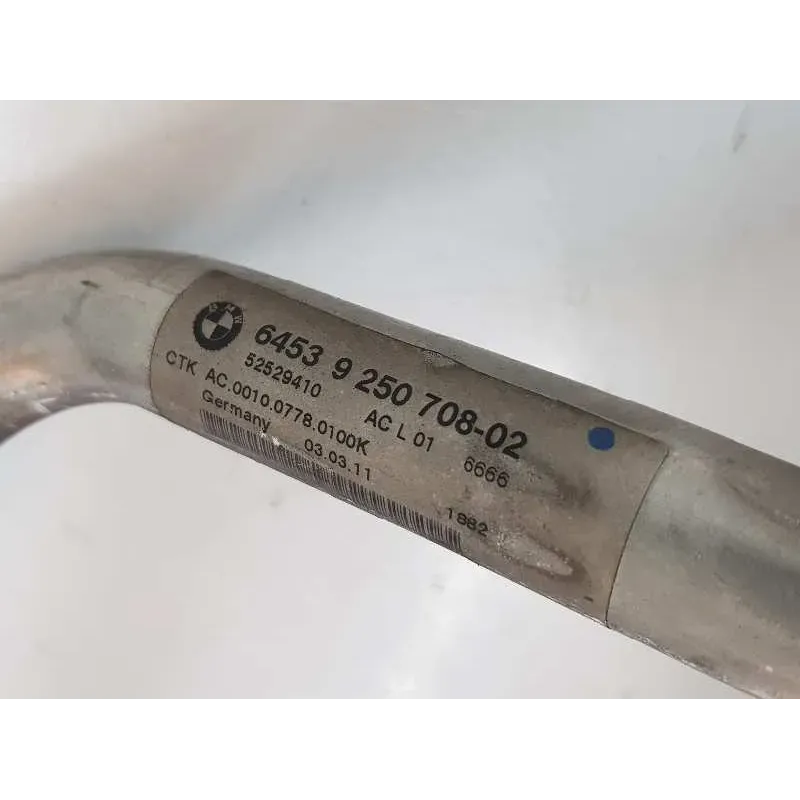 BMW
6453 9 250 708-02
52529410 AC L 01 6666
CTK AC.0010.0778.0100K
Germany 03.03.11 1882